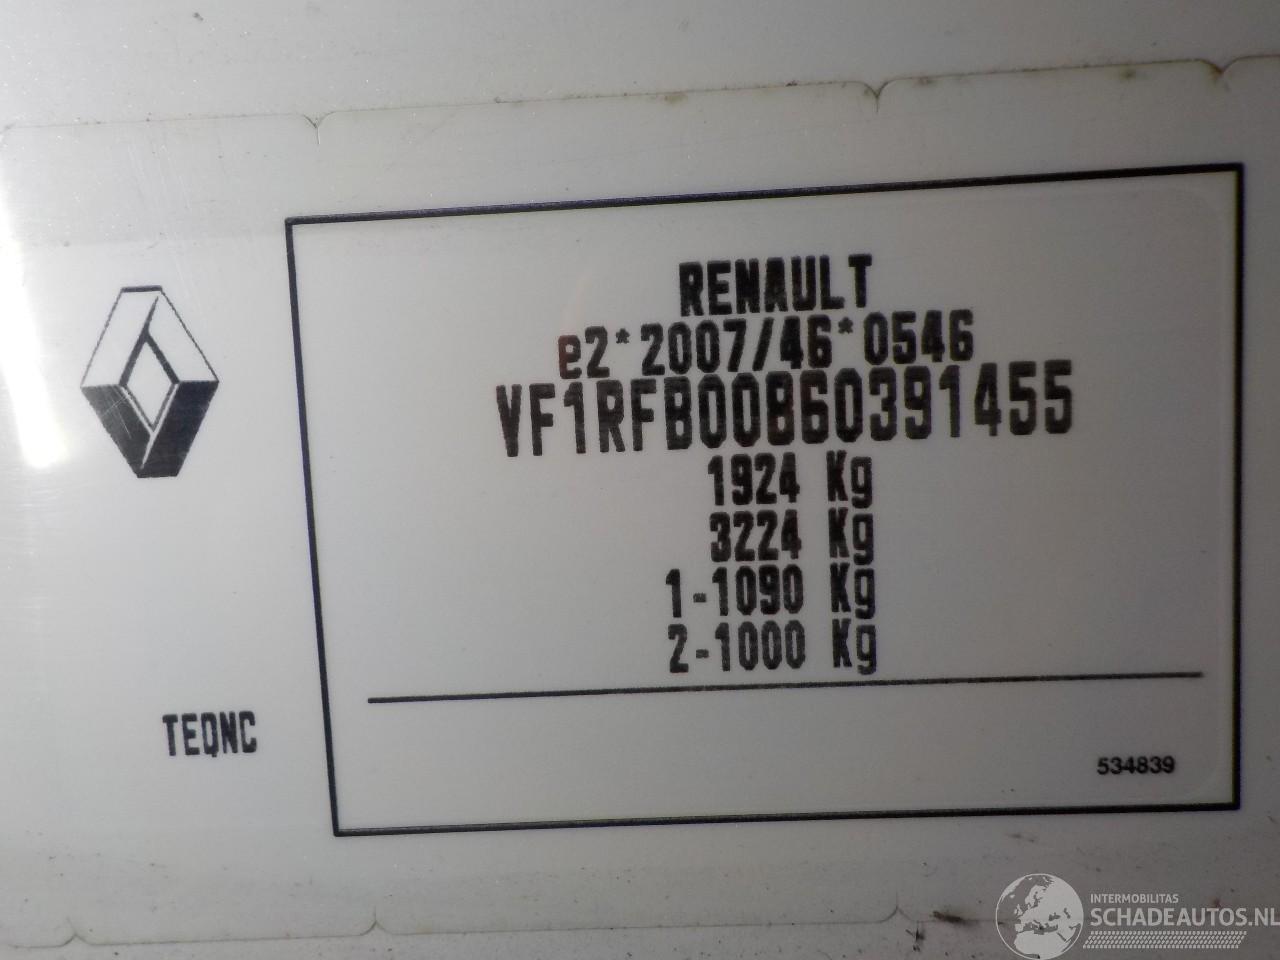 RENAULT
e2*2007/46*0546
VF1RFB00860391455
1924 Kg
3224 Kg
1-1090 Kg
2-1000 Kg
TEQNC
534839
INTERMOBILITAS
SCHADEAUTOS.NL